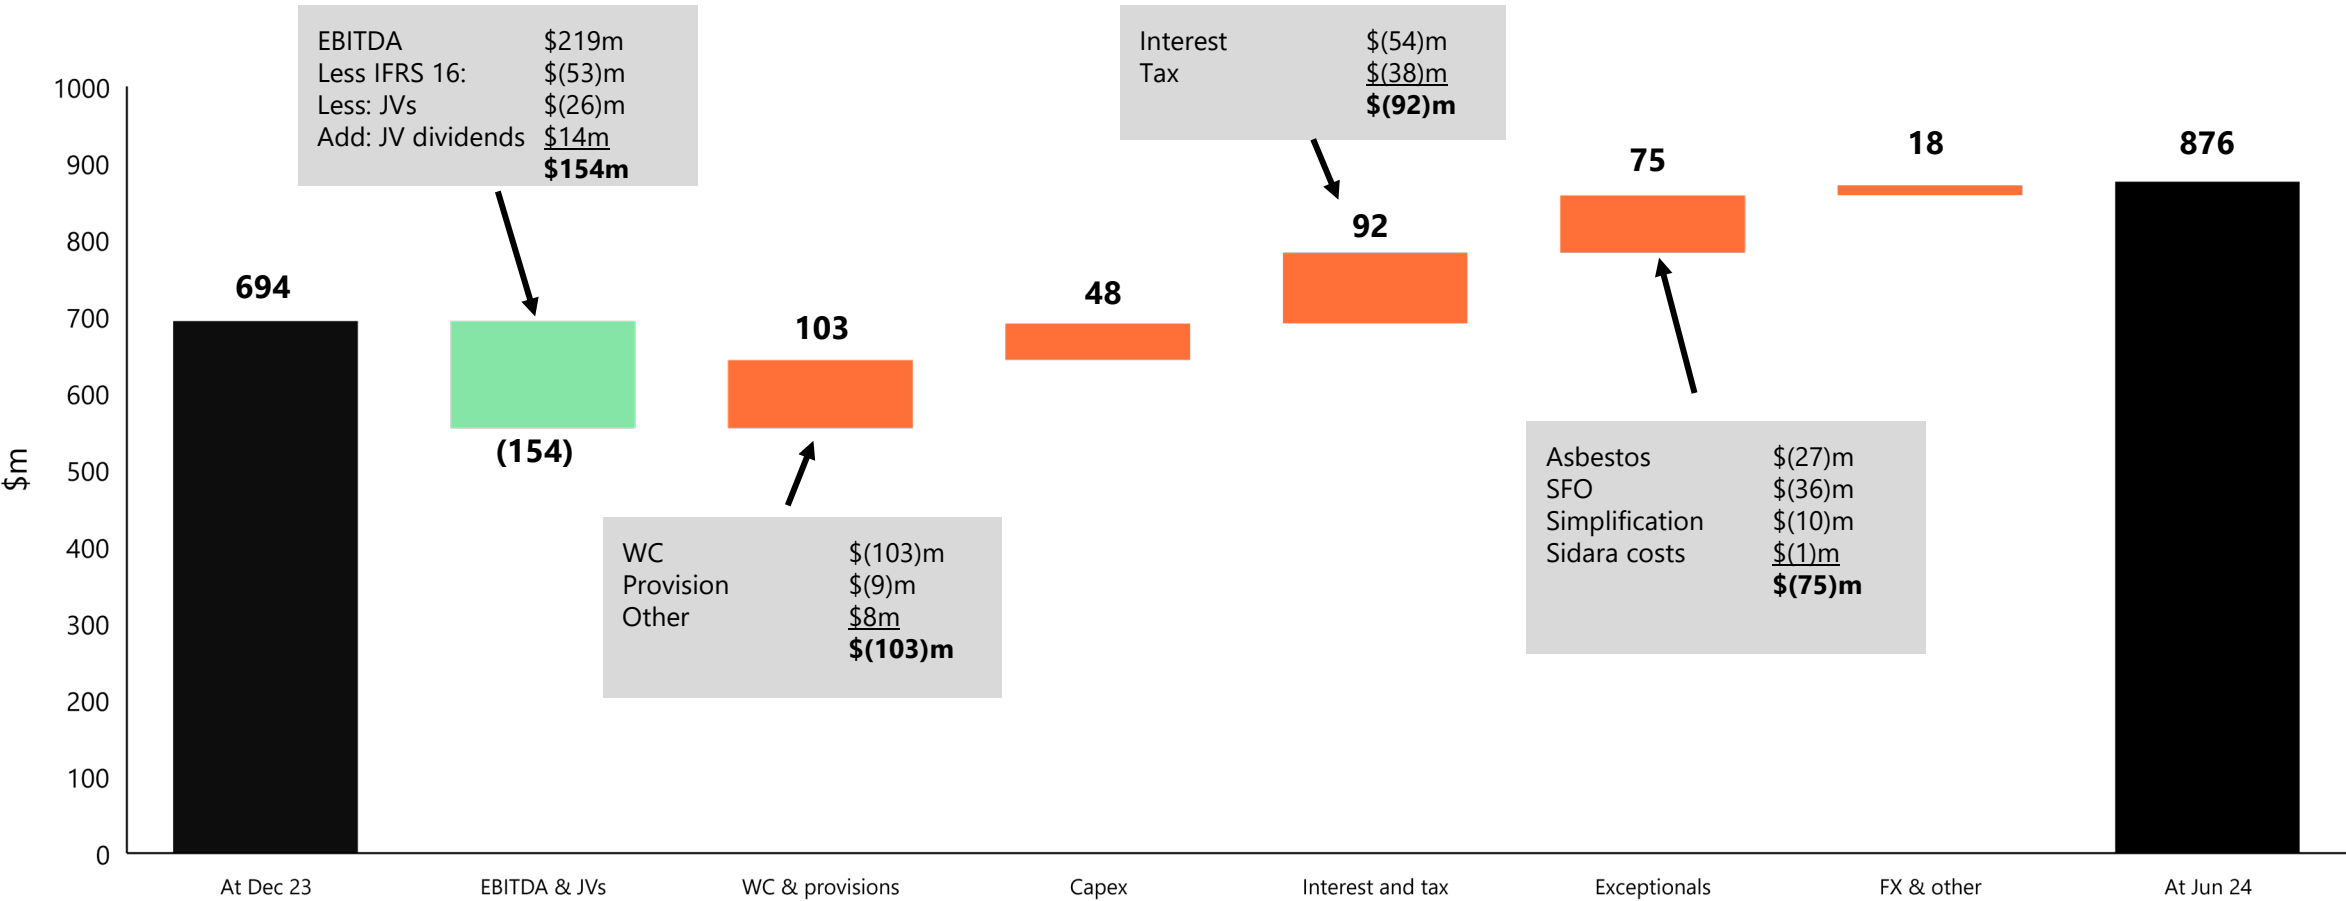 EBITDA $219m
Less IFRS 16: $(53)m
Less: JVs $(26)m
Add: JV dividends $14m
$154m
Interest $(54)m
Tax $(38)m
$(92)m
$m
1000
900
800
700
600
500
400
300
200
100
0
694
(154)
103
48
92
75
18
876
WC $(103)m
Provision $(9)m
Other $8m
$(103)m
Asbestos $(27)m
SFO $(36)m
Simplification $(10)m
Sidara costs $(1)m
$(75)m
At Dec 23
EBITDA & JVs
WC & provisions
Capex
Interest and tax
Exceptionals
FX & other
At Jun 24